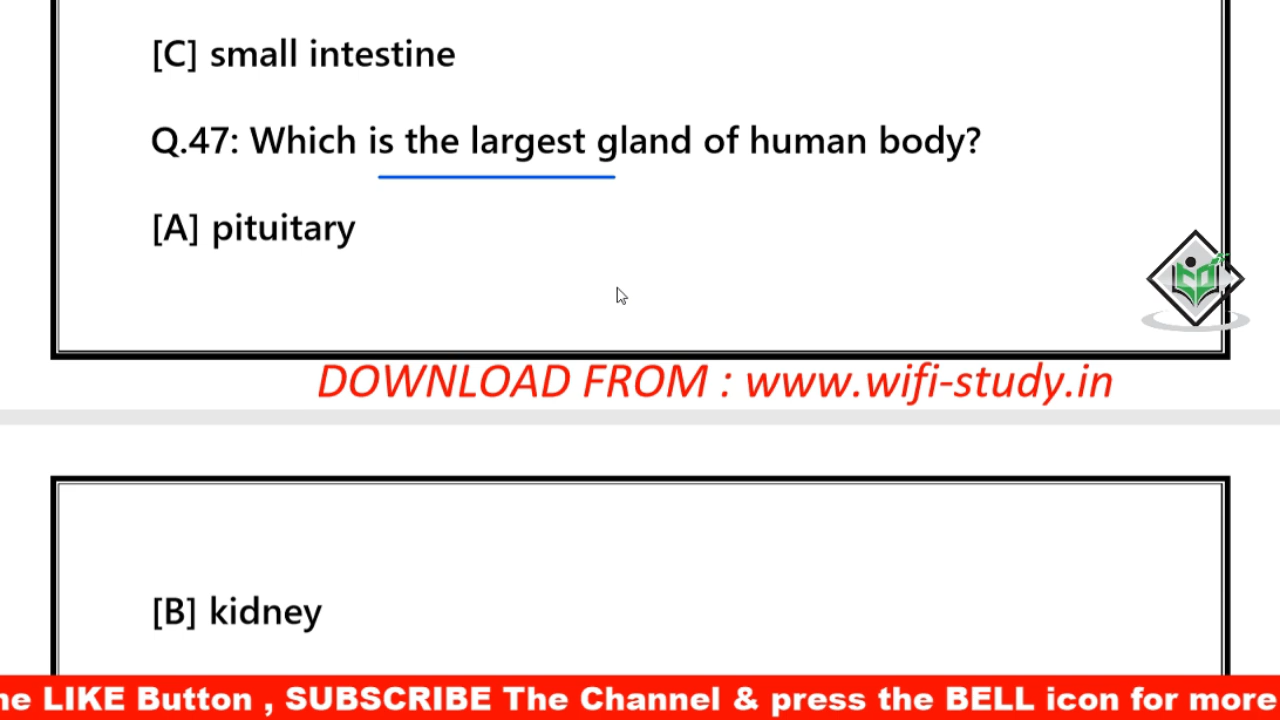 [C] small intestine
Q.47: Which is the largest gland of human body?
[A] pituitary
DOWNLOAD FROM : www.wifi-study.in
[B] kidney
LIKE Button , SUBSCRIBE The Channel & press the BELL icon for more